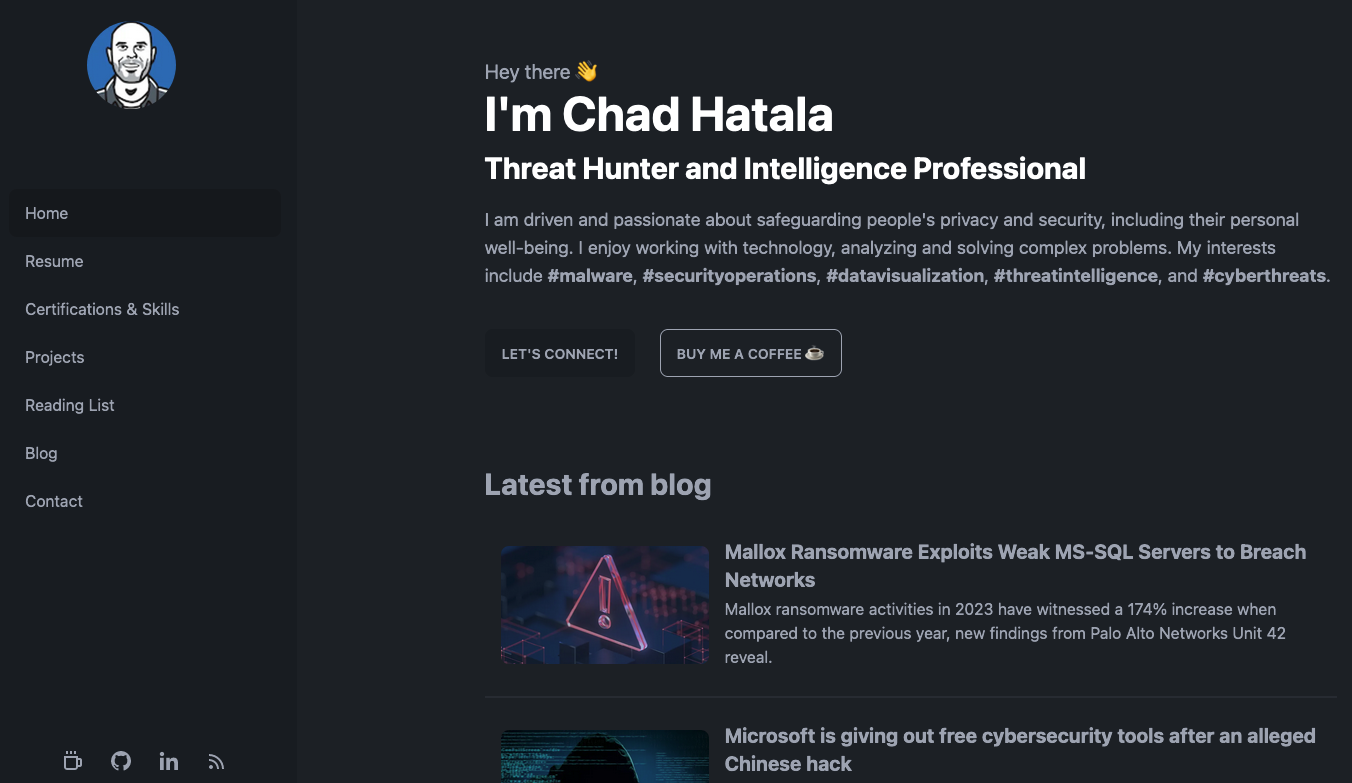 Home
Resume
Certifications & Skills
Projects
Reading List
Blog
Contact
Hey there 👋
I'm Chad Hatala
Threat Hunter and Intelligence Professional
I am driven and passionate about safeguarding people's privacy and security, including their personal
well-being. I enjoy working with technology, analyzing and solving complex problems. My interests
include #malware, #securityoperations, #datavisualization, #threatintelligence, and #cyberthreats.
LET'S CONNECT!
BUY ME A COFFEE ☕
Latest from blog
Mallox Ransomware Exploits Weak MS-SQL Servers to Breach
Networks
Mallox ransomware activities in 2023 have witnessed a 174% increase when
compared to the previous year, new findings from Palo Alto Networks Unit 42
reveal.
Microsoft is giving out free cybersecurity tools after an alleged
Chinese hack